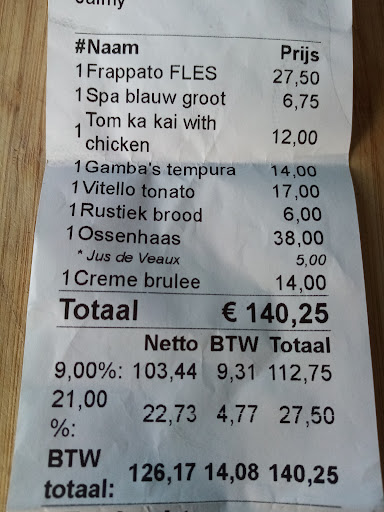 #Naam Prijs
1 Frappato FLES 27,50
1 Spa blauw groot 6,75
1 Tom ka kai with
chicken 12,00
1 Gamba's tempura 14,00
1 Vitello tonato 17,00
1 Rustiek brood 6,00
1 Ossenhaas 38,00
* Jus de Veaux 5,00
1 Creme brulee 14,00
Totaal € 140,25
Netto BTW Totaal
9,00%: 103,44 9,31 112,75
21,00
%: 22,73 4,77 27,50
BTW
totaal: 126,17 14,08 140,25